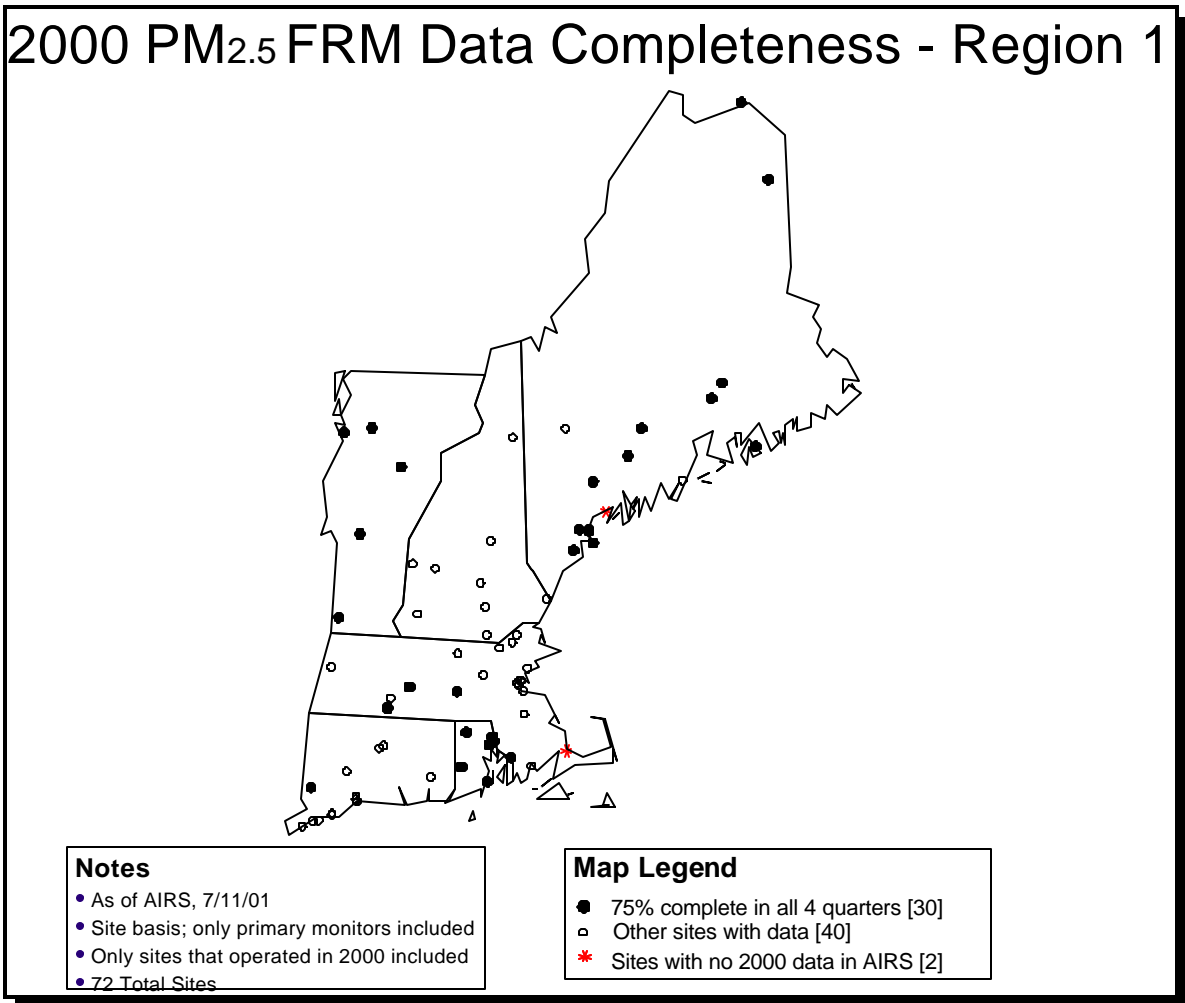 2000 PM2.5 FRM Data Completeness - Region 1
Notes
• As of AIRS, 7/11/01
• Site basis; only primary monitors included
• Only sites that operated in 2000 included
• 72 Total Sites
Map Legend
75% complete in all 4 quarters [30]
Other sites with data [40]
Sites with no 2000 data in AIRS [2]